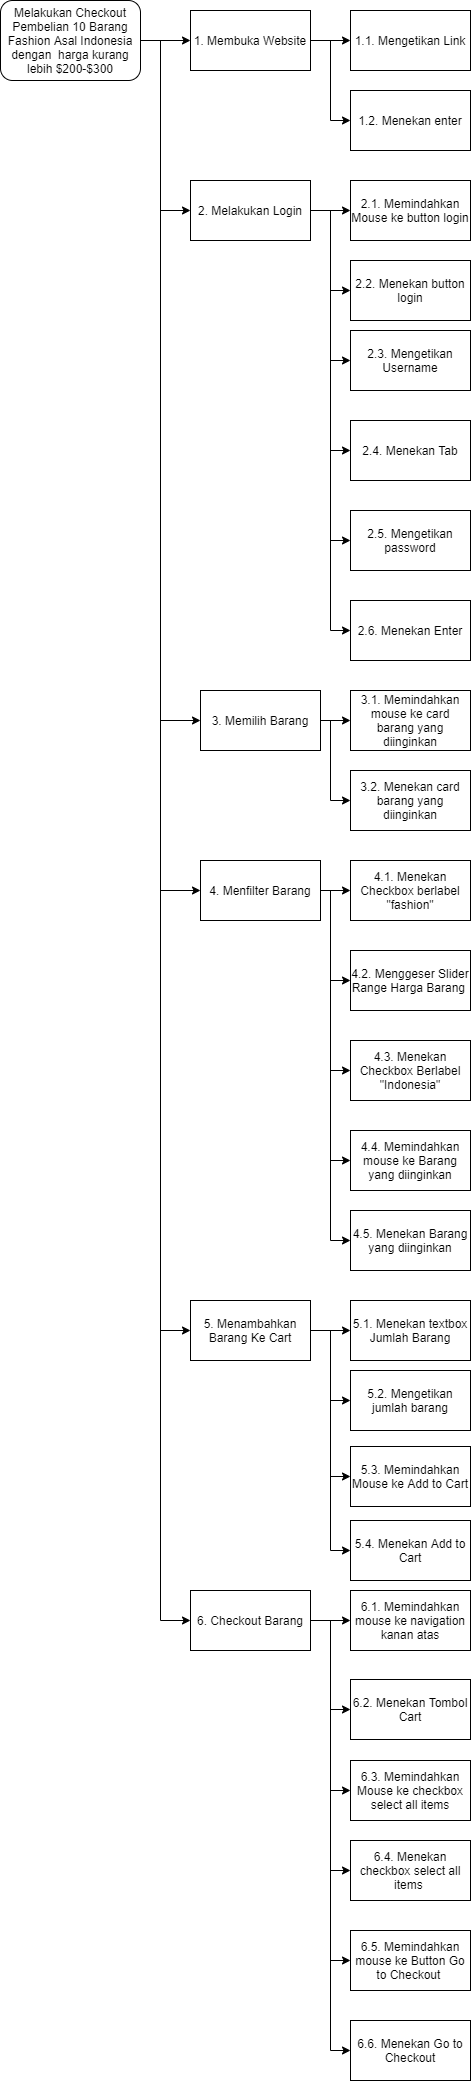 Melakukan Checkout
Pembelian 10 Barang
Fashion Asal Indonesia
dengan harga kurang
lebih $200-$300
1. Membuka Website
1.1. Mengetikan Link
1.2. Menekan enter
2. Melakukan Login
2.1. Memindahkan
Mouse ke button login
2.2. Menekan button
login
2.3. Mengetikan
Username
2.4. Menekan Tab
2.5. Mengetikan
password
2.6. Menekan Enter
3. Memilih Barang
3.1. Memindahkan
mouse ke card
barang yang
diinginkan
3.2. Menekan card
barang yang
diinginkan
4. Menfilter Barang
4.1. Menekan
Checkbox berlabel
"fashion"
4.2. Menggeser Slider
Range Harga Barang
4.3. Menekan
Checkbox Berlabel
"Indonesia"
4.4. Memindahkan
mouse ke Barang
yang diinginkan
4.5. Menekan Barang
yang diinginkan
5. Menambahkan
Barang Ke Cart
5.1. Menekan textbox
Jumlah Barang
5.2. Mengetikan
jumlah barang
5.3. Memindahkan
Mouse ke Add to Cart
5.4. Menekan Add to
Cart
6. Checkout Barang
6.1. Memindahkan
mouse ke navigation
kanan atas
6.2. Menekan Tombol
Cart
6.3. Memindahkan
Mouse ke checkbox
select all items
6.4. Menekan
checkbox select all
items
6.5. Memindahkan
mouse ke Button Go
to Checkout
6.6. Menekan Go to
Checkout